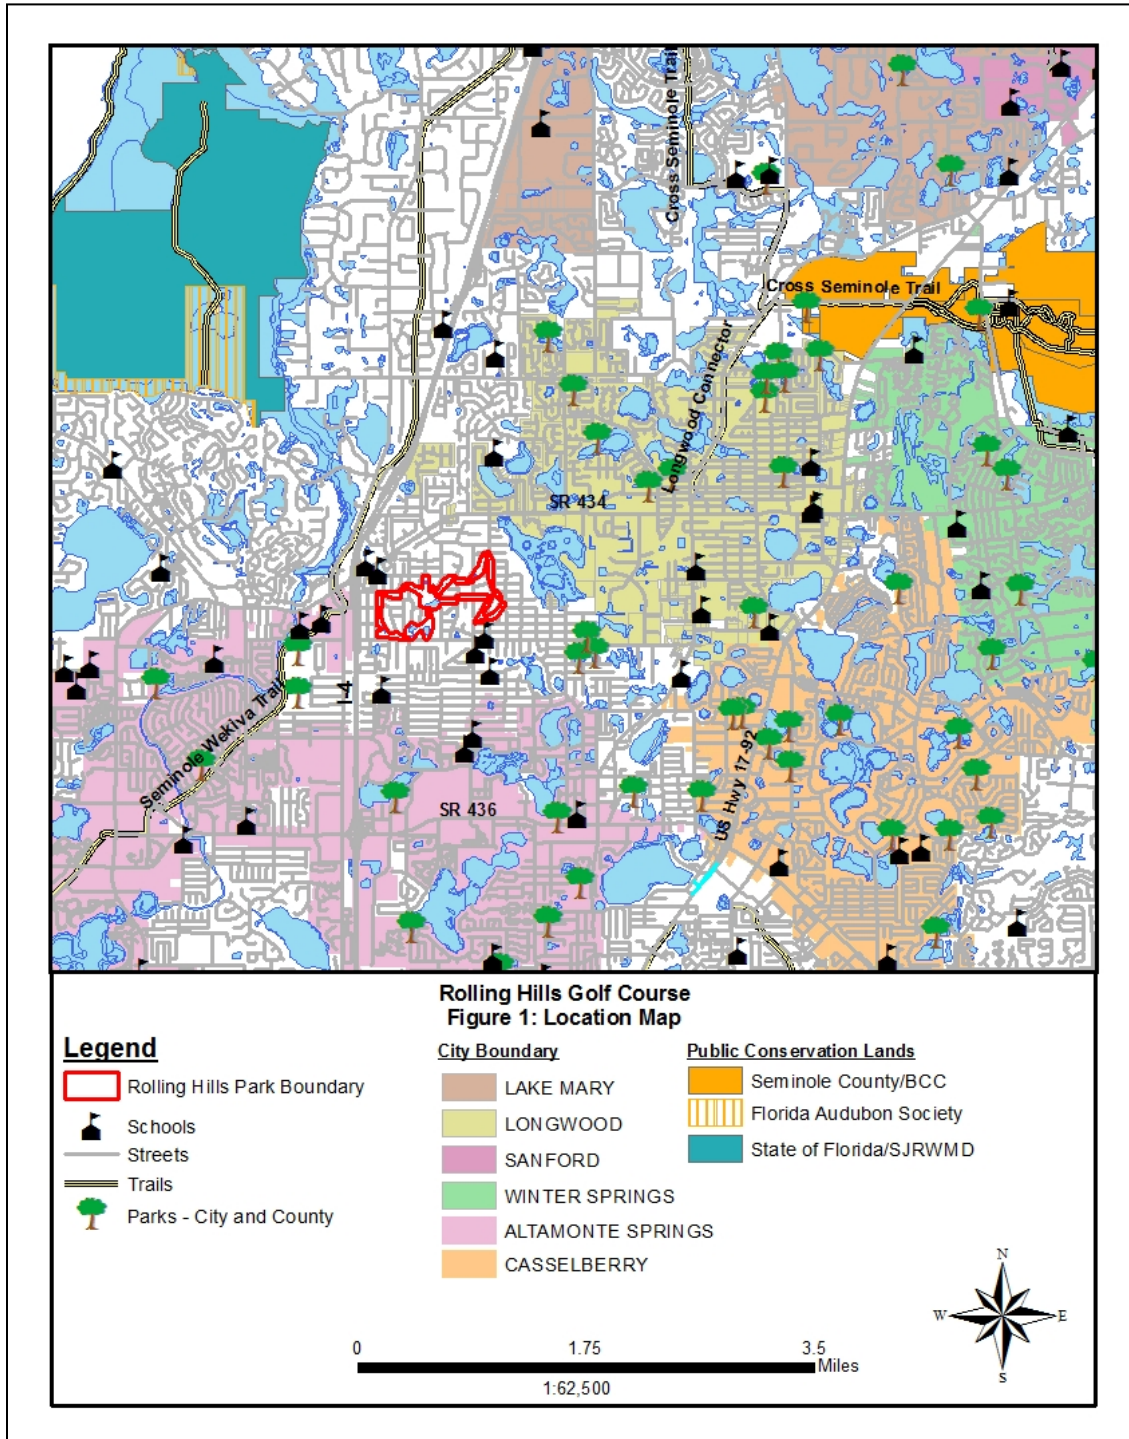 Cross Seminole Trail
Cross Seminole Trail
Longwood Connector
SR 434
I-4
Seminole Wekiva Trail
US Hwy 17-92
SR 436
Rolling Hills Golf Course
Figure 1: Location Map
Legend
Rolling Hills Park Boundary
Schools
Streets
Trails
Parks - City and County
City Boundary
LAKE MARY
LONGWOOD
SANFORD
WINTER SPRINGS
ALTAMONTE SPRINGS
CASSELBERRY
Public Conservation Lands
Seminole County/BCC
Florida Audubon Society
State of Florida/SJRWMD
N
W
E
S
0 1.75 3.5
Miles
1:62,500